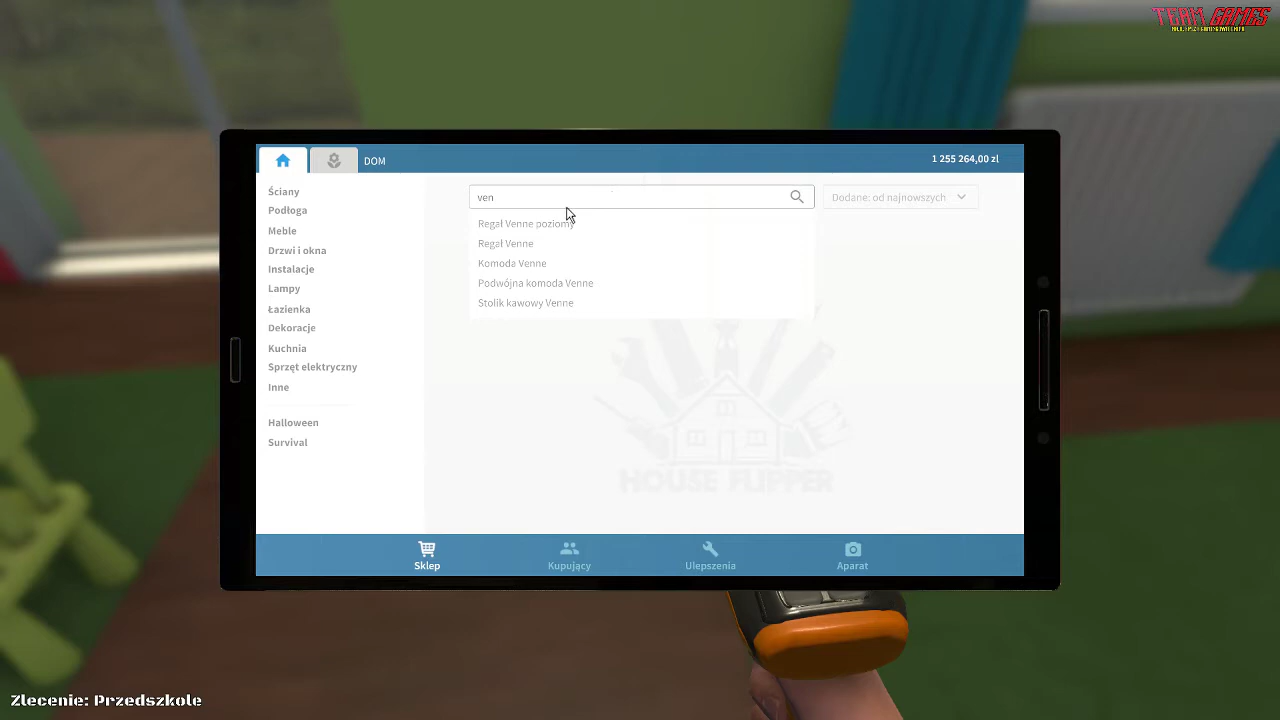 TEAM GAMES
DOM
1 255 264,00 zl
Ściany
Podłoga
Meble
Drzwi i okna
Instalacje
Lampy
Łazienka
Dekoracje
Kuchnia
Sprzęt elektryczny
Inne
Halloween
Survival
ven
Dodane: od najnowszych
Regał Venne poziomy
Regał Venne
Komoda Venne
Podwójna komoda Venne
Stolik kawowy Venne
HOUSE FLIPPER
Sklep
Kupujący
Ulepszenia
Aparat
Zlecenie: Przedszkole